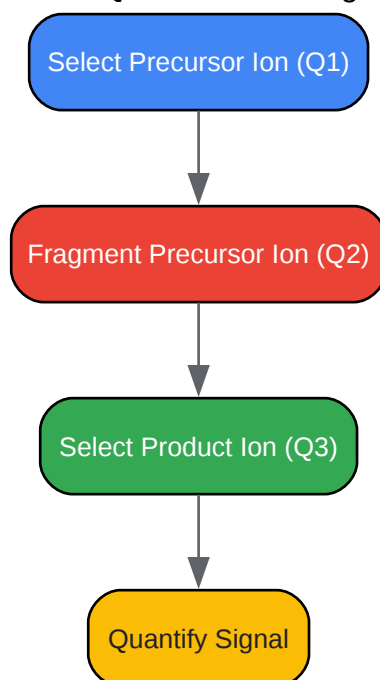 Select Precursor Ion (Q1)
Fragment Precursor Ion (Q2)
Select Product Ion (Q3)
Quantify Signal